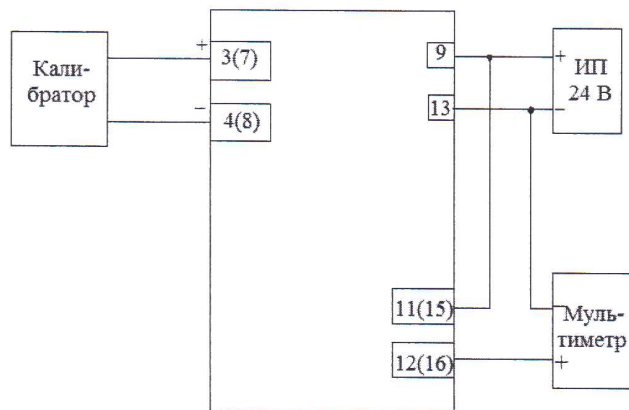 Кали-
братор
+
3(7)
−
4(8)
9
13
+
ИП
24 В
−
11(15)
12(16)
−
Муль-
тиметр
+